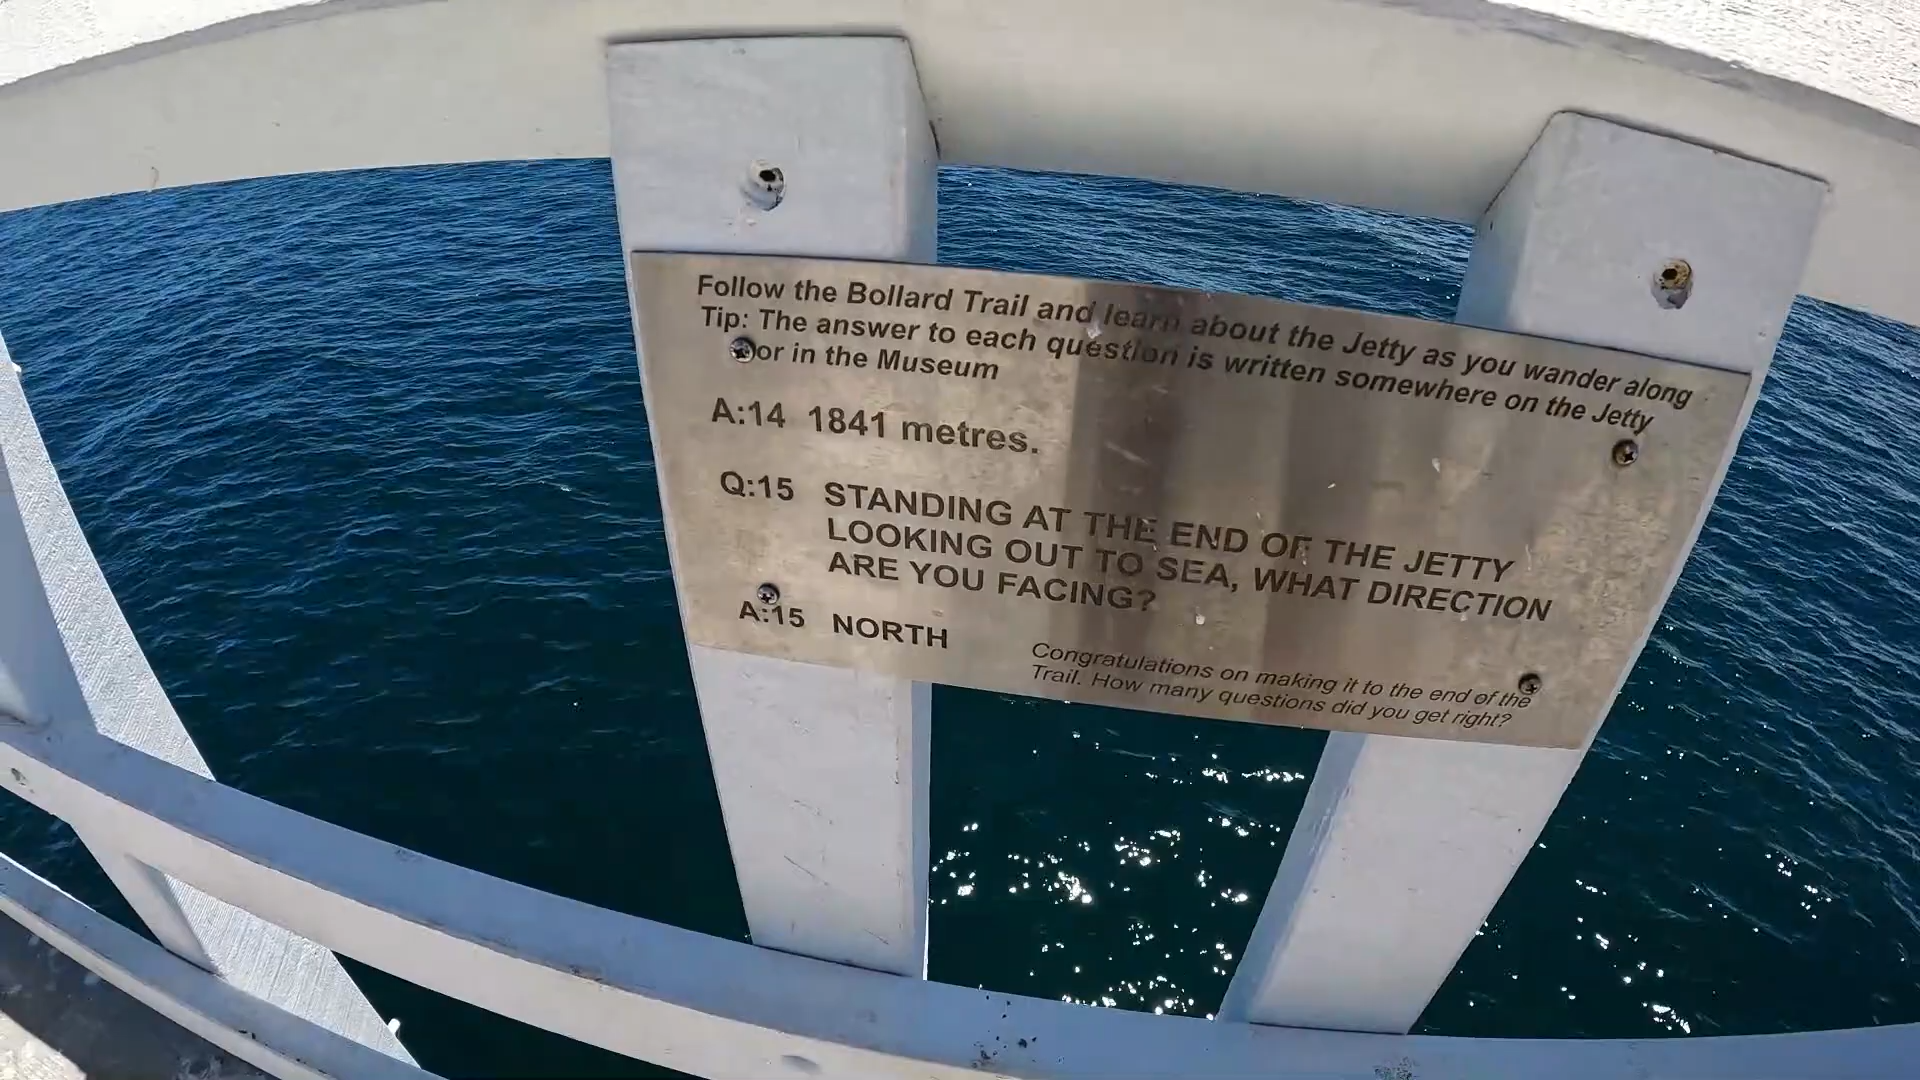 Follow the Bollard Trail and learn about the Jetty as you wander along
Tip: The answer to each question is written somewhere on the Jetty
or in the Museum
A:14 1841 metres.
Q:15 STANDING AT THE END OF THE JETTY
LOOKING OUT TO SEA, WHAT DIRECTION
ARE YOU FACING?
A:15 NORTH
Congratulations on making it to the end of the
Trail. How many questions did you get right?